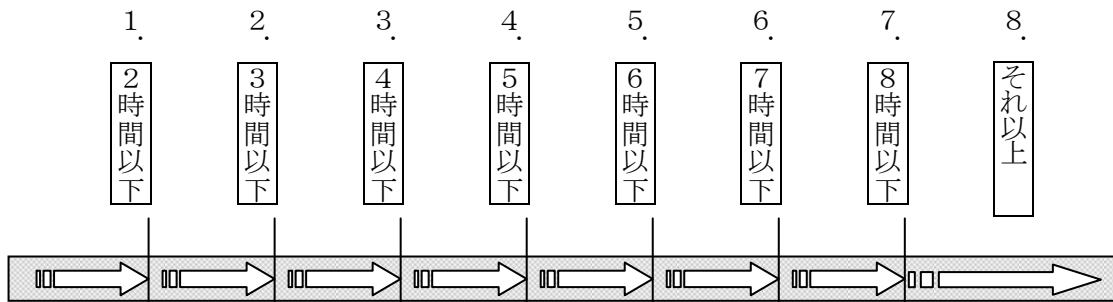 １．
２．
３．
４．
５．
６．
７．
８．
２時間以下
３時間以下
４時間以下
５時間以下
６時間以下
７時間以下
８時間以下
それ以上